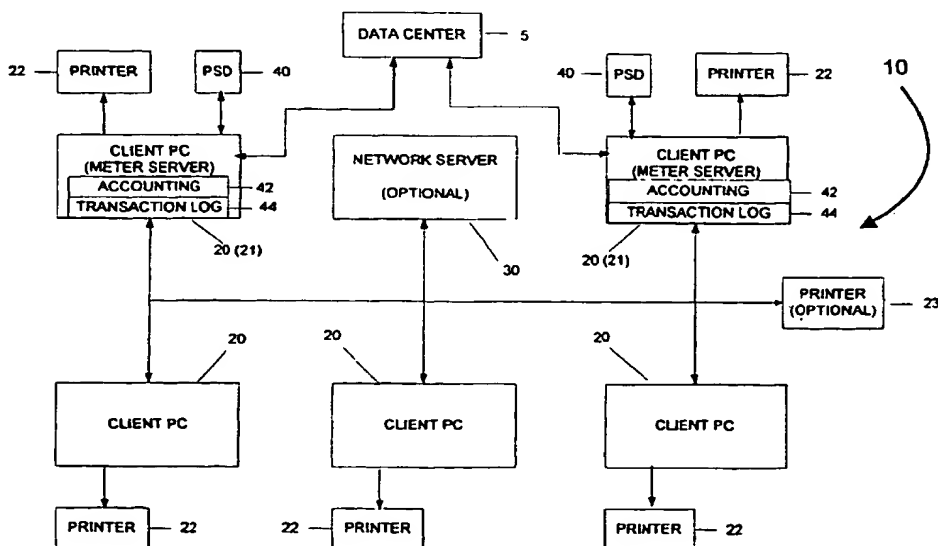 DATA CENTER
5
22
PRINTER
PSD
40
40
PSD
PRINTER
22
10
CLIENT PC
(METER SERVER)
ACCOUNTING
42
TRANSACTION LOG
44
20 (21)
NETWORK SERVER
(OPTIONAL)
30
CLIENT PC
(METER SERVER)
ACCOUNTING
42
TRANSACTION LOG
44
20 (21)
PRINTER
(OPTIONAL)
23
20
20
20
CLIENT PC
CLIENT PC
CLIENT PC
PRINTER
22
22
PRINTER
PRINTER
22